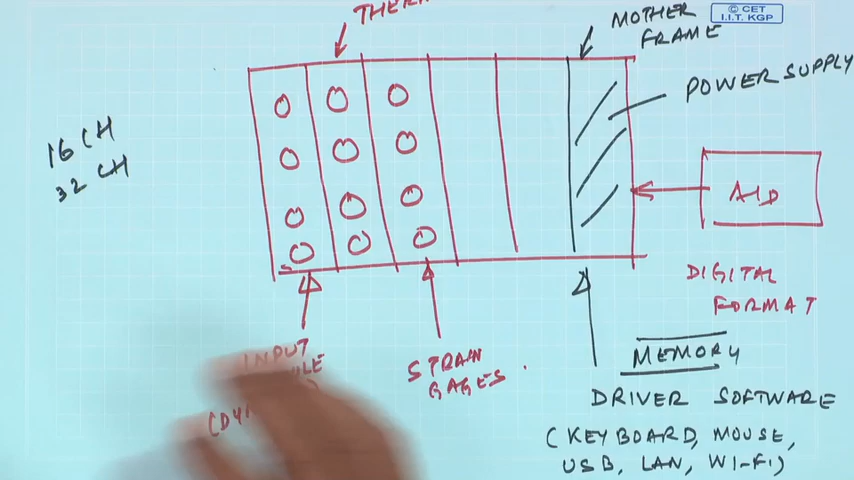 © CET
I.I.T. KGP
MOTHER
FRAME
POWER SUPPLY
16 CH
32 CH
A/D
DIGITAL
FORMAT
INPUT
STRAIN
GAGES
MEMORY
DRIVER SOFTWARE
(KEYBOARD, MOUSE,
USB, LAN, WI-FI)